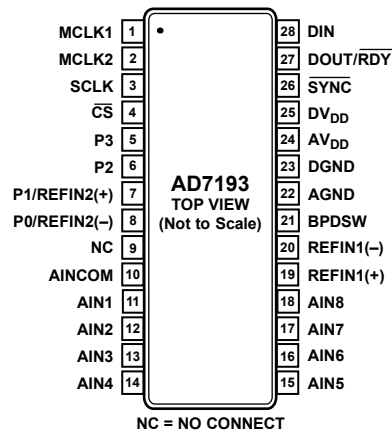 MCLK1 1
MCLK2 2
SCLK 3
C̅S̅ 4
P3 5
P2 6
P1/REFIN2(+) 7
P0/REFIN2(–) 8
NC 9
AINCOM 10
AIN1 11
AIN2 12
AIN3 13
AIN4 14
AD7193
TOP VIEW
(Not to Scale)
28 DIN
27 DOUT/R̅D̅Y̅
26 S̅Y̅N̅C̅
25 DVDD
24 AVDD
23 DGND
22 AGND
21 BPDSW
20 REFIN1(–)
19 REFIN1(+)
18 AIN8
17 AIN7
16 AIN6
15 AIN5
NC = NO CONNECT